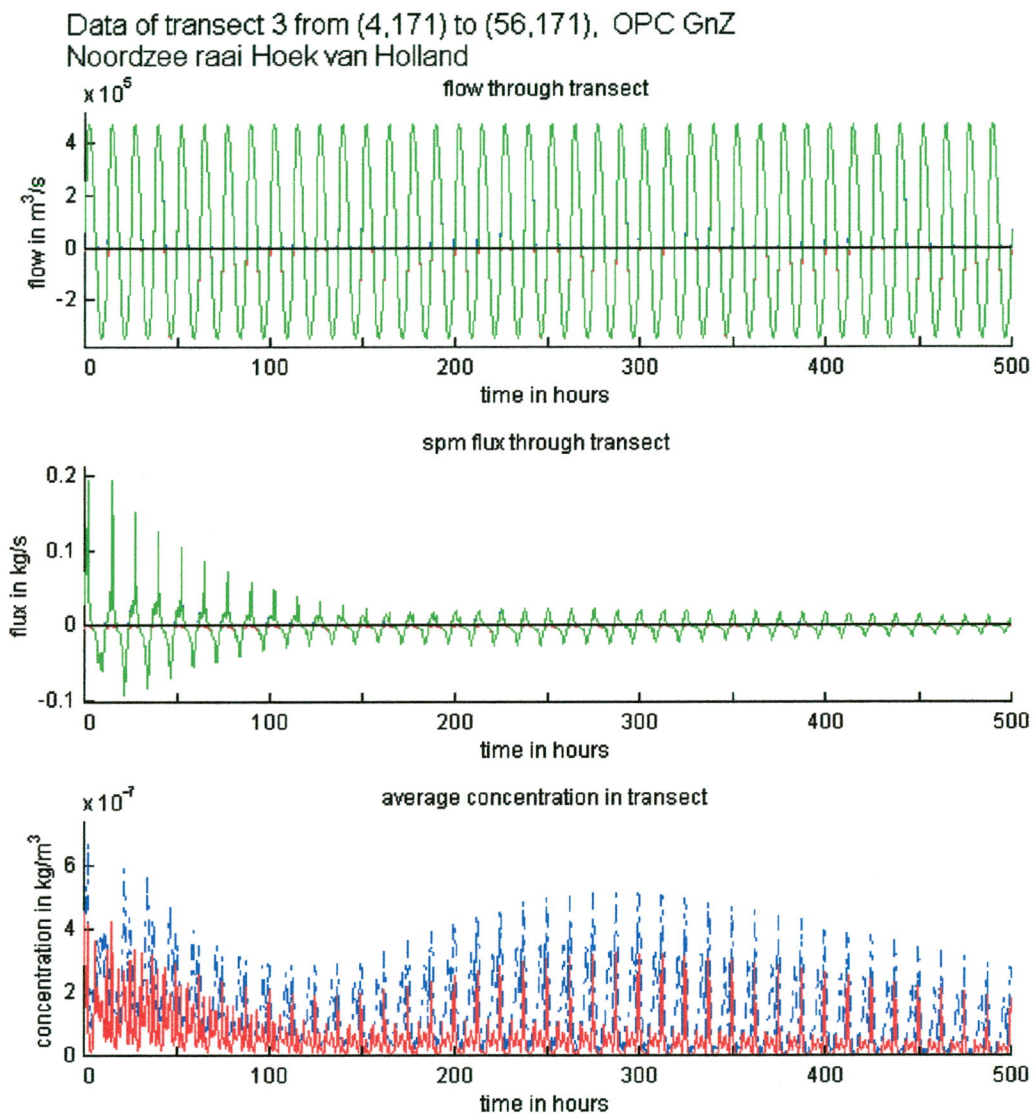 Data of transect 3 from (4,171) to (56,171), OPC GnZ
Noordzee raai Hoek van Holland
flow through transect
x 10⁵
flow in m³/s
4
2
0
-2
0 100 200 300 400 500
time in hours
spm flux through transect
flux in kg/s
0.2
0.1
0
-0.1
0 100 200 300 400 500
time in hours
average concentration in transect
x 10⁻⁷
concentration in kg/m³
6
4
2
0
0 100 200 300 400 500
time in hours